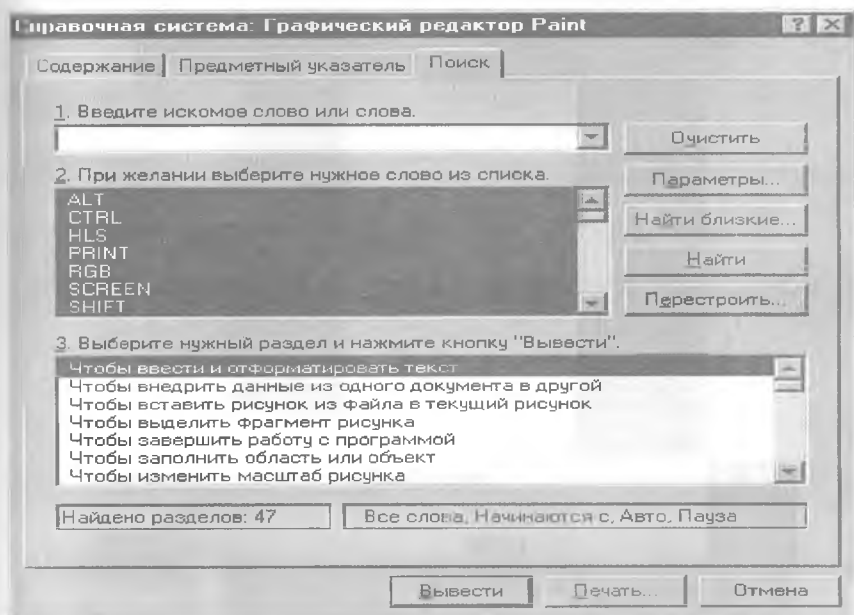 Справочная система: Графический редактор Paint
Содержание Предметный указатель Поиск
1. Введите искомое слово или слова.
Очистить
2. При желании выберите нужное слово из списка.
Параметры...
ALT
CTRL
HLS
PRINT
RGB
SCREEN
SHIFT
Найти близкие...
Найти
Перестроить...
3. Выберите нужный раздел и нажмите кнопку "Вывести".
Чтобы ввести и отформатировать текст
Чтобы внедрить данные из одного документа в другой
Чтобы вставить рисунок из файла в текущий рисунок
Чтобы выделить фрагмент рисунка
Чтобы завершить работу с программой
Чтобы заполнить область или объект
Чтобы изменить масштаб рисунка
Найдено разделов: 47 Все слова, Начинаются с, Авто, Пауза
Вывести Печать... Отмена